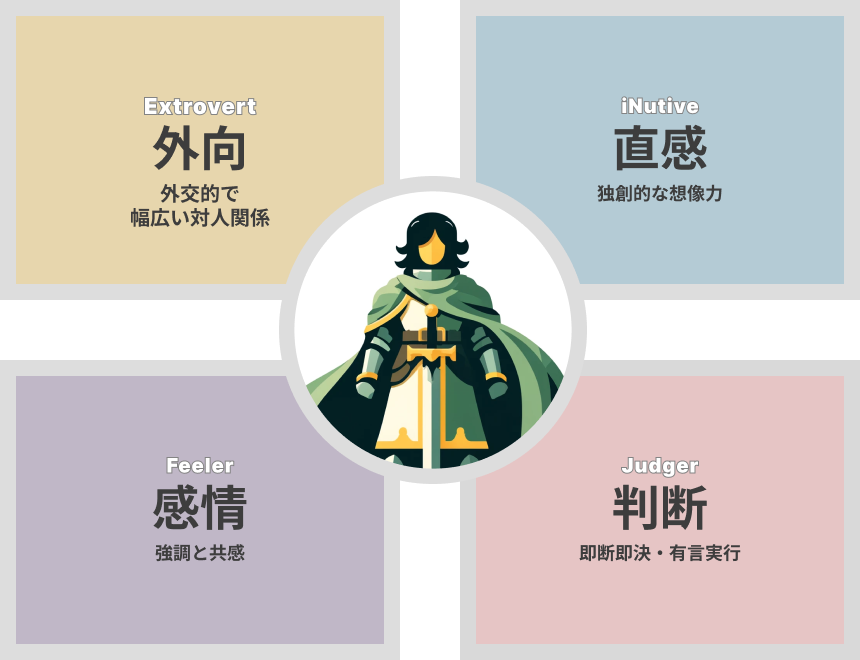 Extrovert
外向
外交的で
幅広い対人関係
iNutive
直感
独創的な想像力
Feeler
感情
強調と共感
Judger
判断
即断即決・有言実行